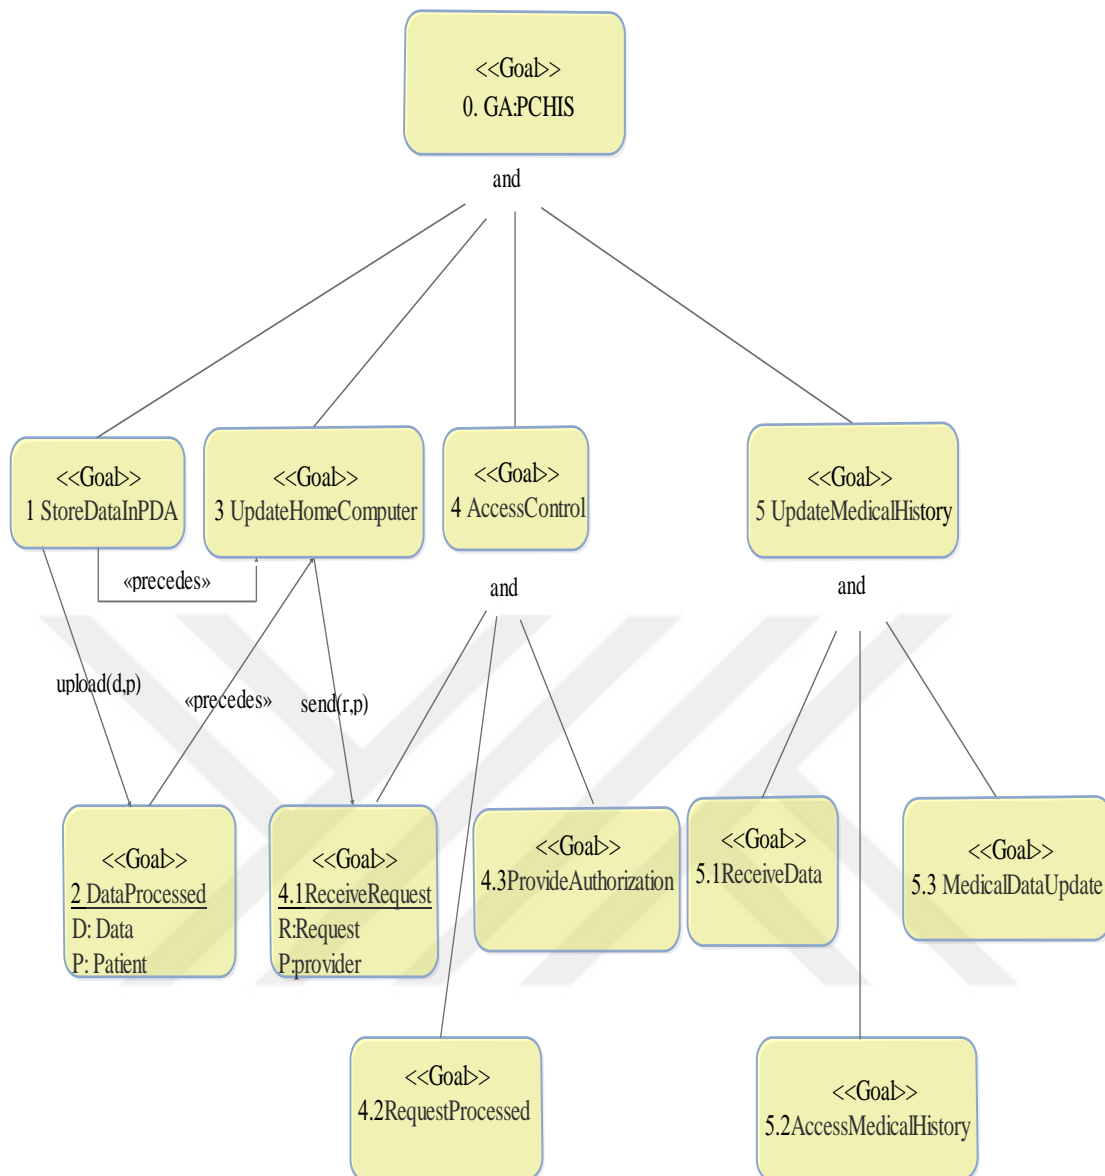 <<Goal>>
0. GA:PCHIS
and
<<Goal>>
1 StoreDataInPDA
<<Goal>>
3 UpdateHomeComputer
<<Goal>>
4 AccessControl
<<Goal>>
5 UpdateMedicalHistory
«precedes»
and
and
upload(d,p)
«precedes»
send(r,p)
<<Goal>>
2 DataProcessed
D: Data
P: Patient
<<Goal>>
4.1ReceiveRequest
R:Request
P:provider
<<Goal>>
4.3ProvideAuthorization
<<Goal>>
5.1ReceiveData
<<Goal>>
5.3 MedicalDataUpdate
<<Goal>>
4.2RequestProcessed
<<Goal>>
5.2AccessMedicalHistory